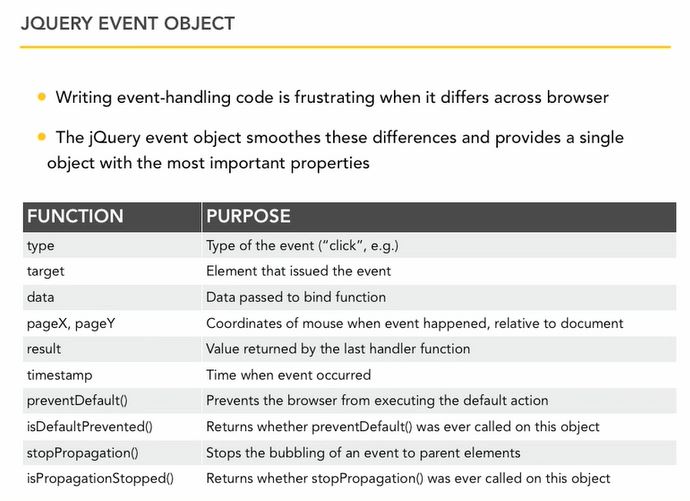 JQUERY EVENT OBJECT
Writing event-handling code is frustrating when it differs across browser
The jQuery event object smoothes these differences and provides a single
object with the most important properties
FUNCTION PURPOSE
type Type of the event (“click”, e.g.)
target Element that issued the event
data Data passed to bind function
pageX, pageY Coordinates of mouse when event happened, relative to document
result Value returned by the last handler function
timestamp Time when event occurred
preventDefault() Prevents the browser from executing the default action
isDefaultPrevented() Returns whether preventDefault() was ever called on this object
stopPropagation() Stops the bubbling of an event to parent elements
isPropagationStopped() Returns whether stopPropagation() was ever called on this object